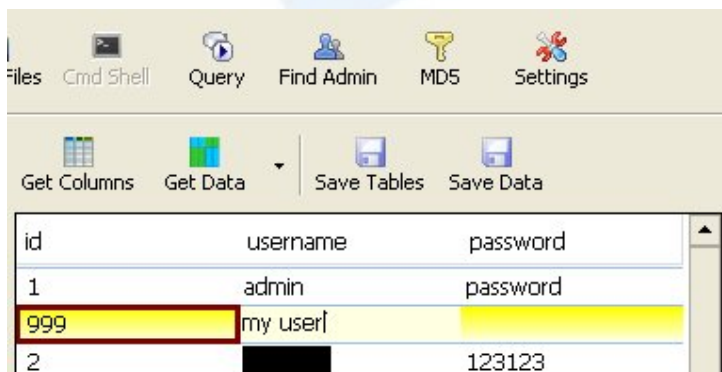 Files Cmd Shell Query Find Admin MD5 Settings
Get Columns Get Data Save Tables Save Data
id username password
1 admin password
999 my user
2 123123